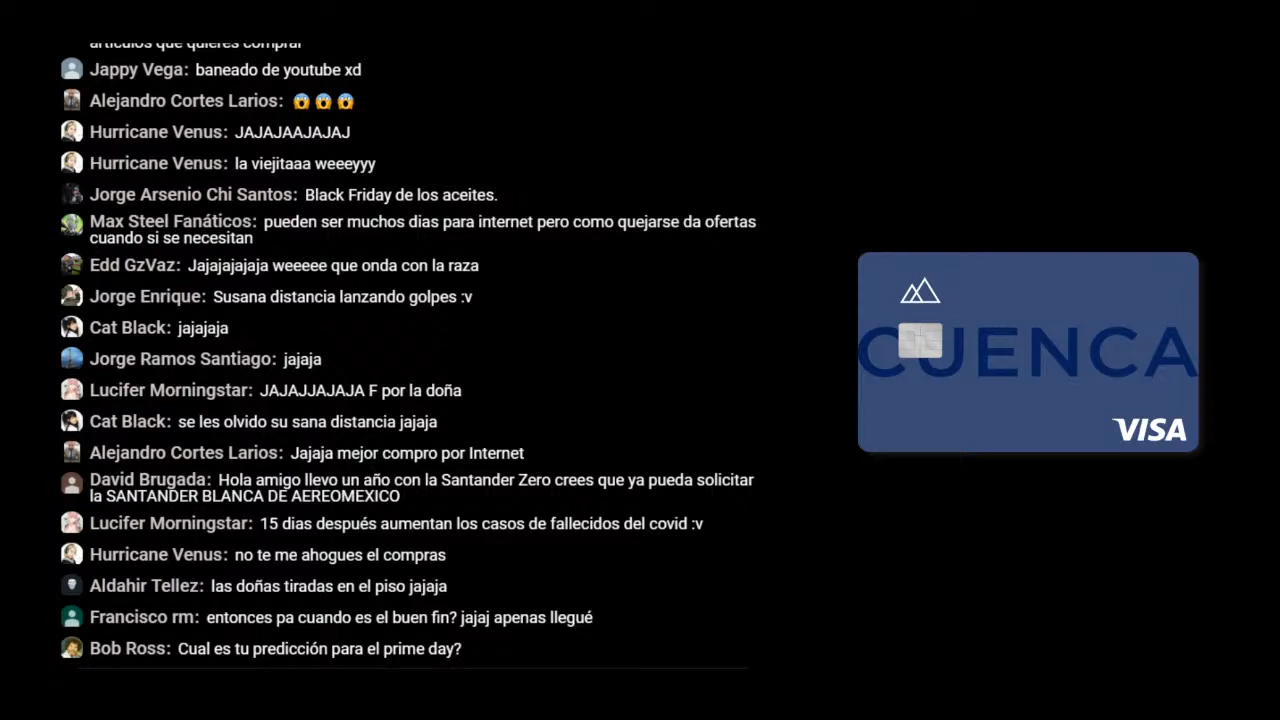 articulos que quieres comprar
Jappy Vega: baneado de youtube xd
Alejandro Cortes Larios: 😱😱😱
Hurricane Venus: JAJAJAAJAJAJ
Hurricane Venus: la viejitaaa weeeyyy
Jorge Arsenio Chi Santos: Black Friday de los aceites.
Max Steel Fanáticos: pueden ser muchos dias para internet pero como quejarse da ofertas
cuando si se necesitan
Edd GzVaz: Jajajajajaja weeeee que onda con la raza
Jorge Enrique: Susana distancia lanzando golpes :v
Cat Black: jajajaja
Jorge Ramos Santiago: jajaja
Lucifer Morningstar: JAJAJJAJAJA F por la doña
Cat Black: se les olvido su sana distancia jajaja
Alejandro Cortes Larios: Jajaja mejor compro por Internet
David Brugada: Hola amigo llevo un año con la Santander Zero crees que ya pueda solicitar
la SANTANDER BLANCA DE AEREOMEXICO
Lucifer Morningstar: 15 dias después aumentan los casos de fallecidos del covid :v
Hurricane Venus: no te me ahogues el compras
Aldahir Tellez: las doñas tiradas en el piso jajaja
Francisco rm: entonces pa cuando es el buen fin? jajaj apenas llegué
Bob Ross: Cual es tu predicción para el prime day?
CUENCA
VISA